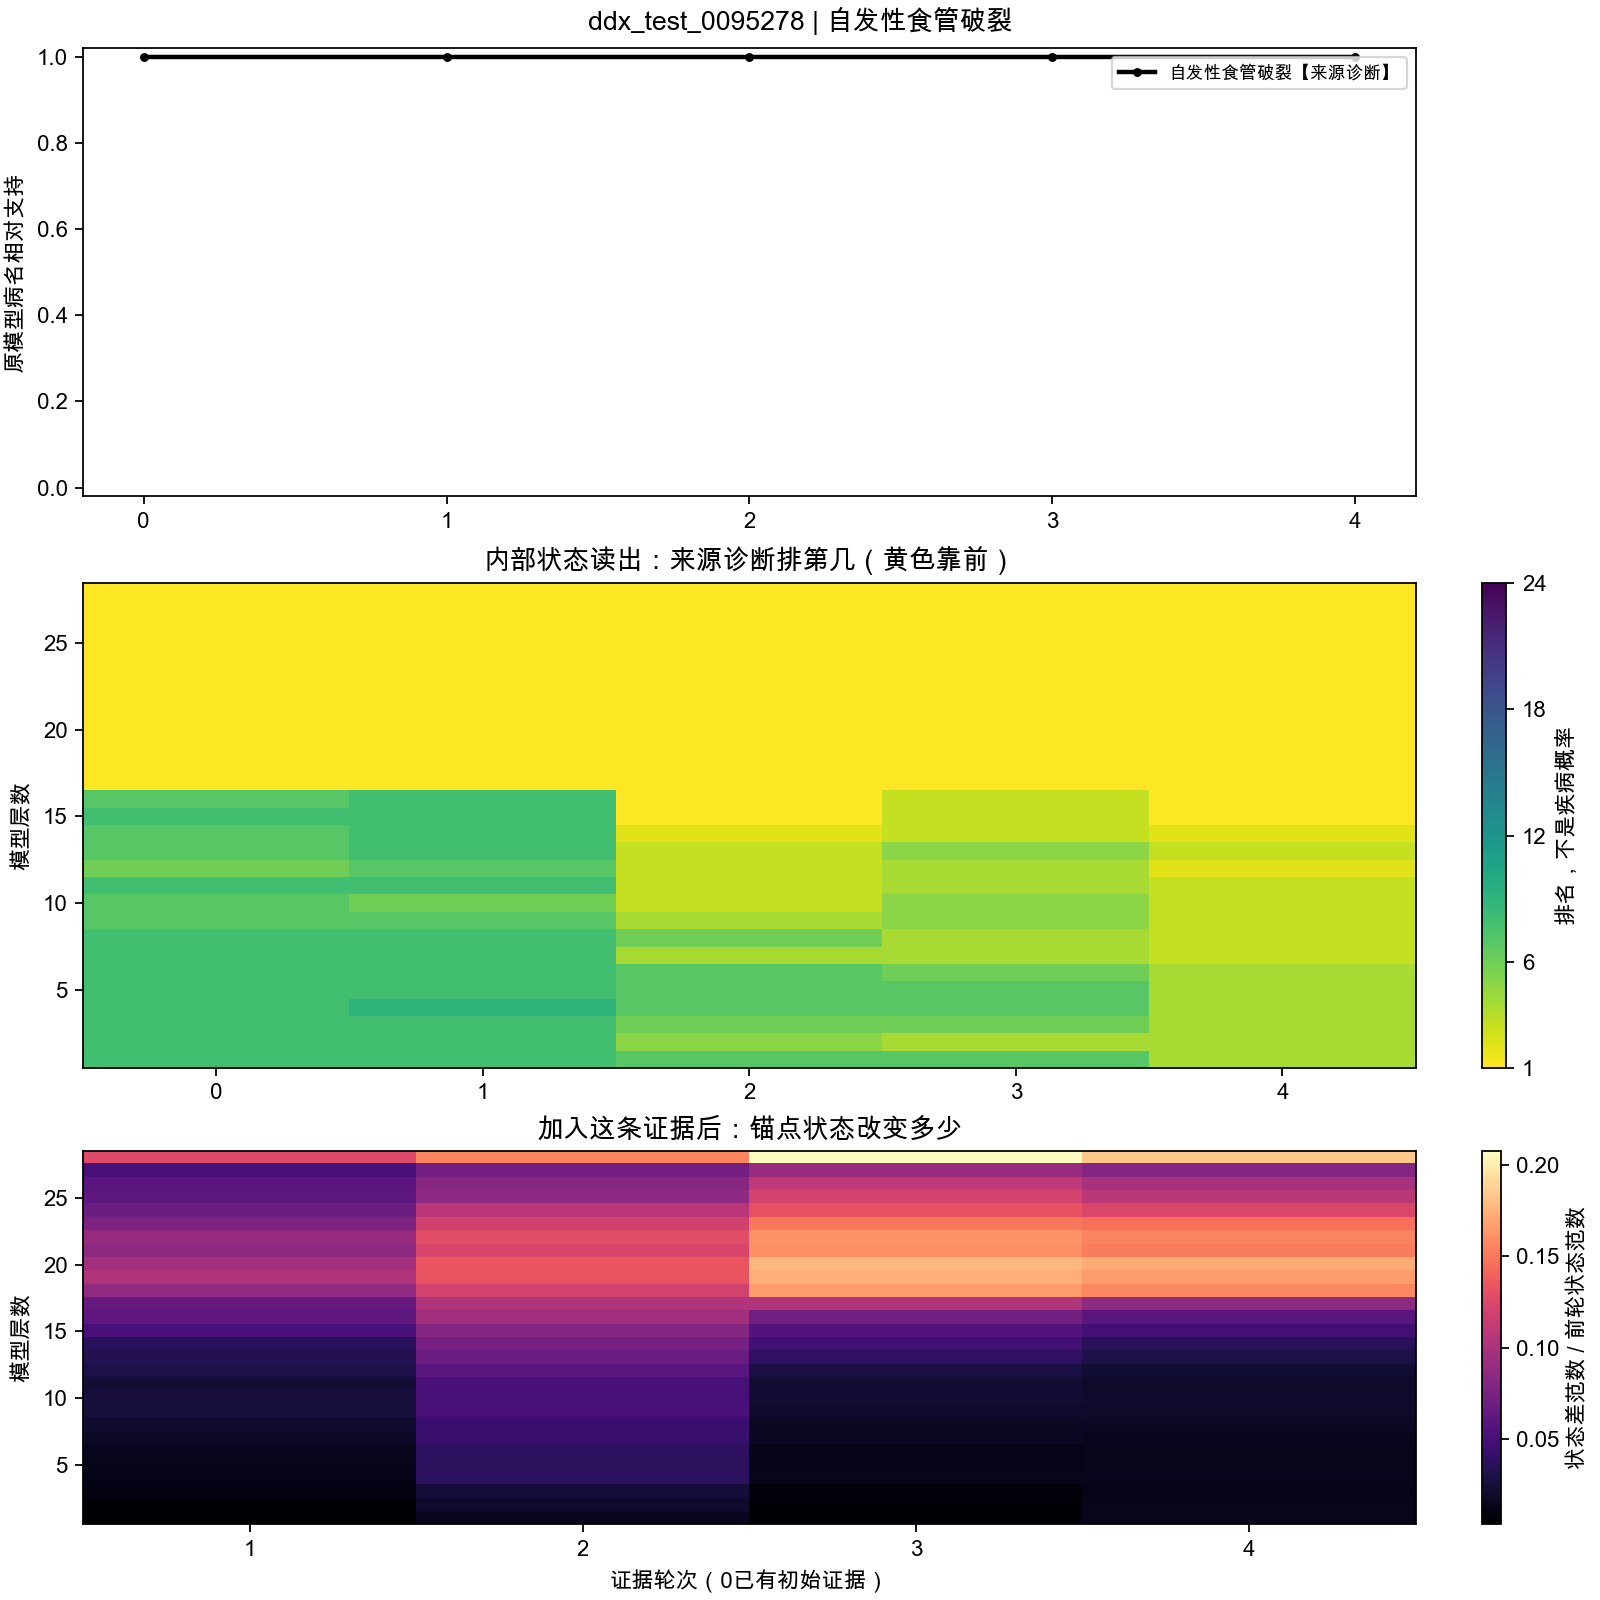 ddx_test_0095278 | 自发性食管破裂
原模型病名相对支持
1.0
0.8
0.6
0.4
0.2
0.0
自发性食管破裂【来源诊断】
0 1 2 3 4
内部状态读出：来源诊断排第几（黄色靠前）
模型层数
25
20
15
10
5
0 1 2 3 4
24
18
12
6
1
排名，不是疾病概率
加入这条证据后：锚点状态改变多少
模型层数
25
20
15
10
5
1 2 3 4
证据轮次（0已有初始证据）
0.20
0.15
0.10
0.05
状态差范数 / 前轮状态范数